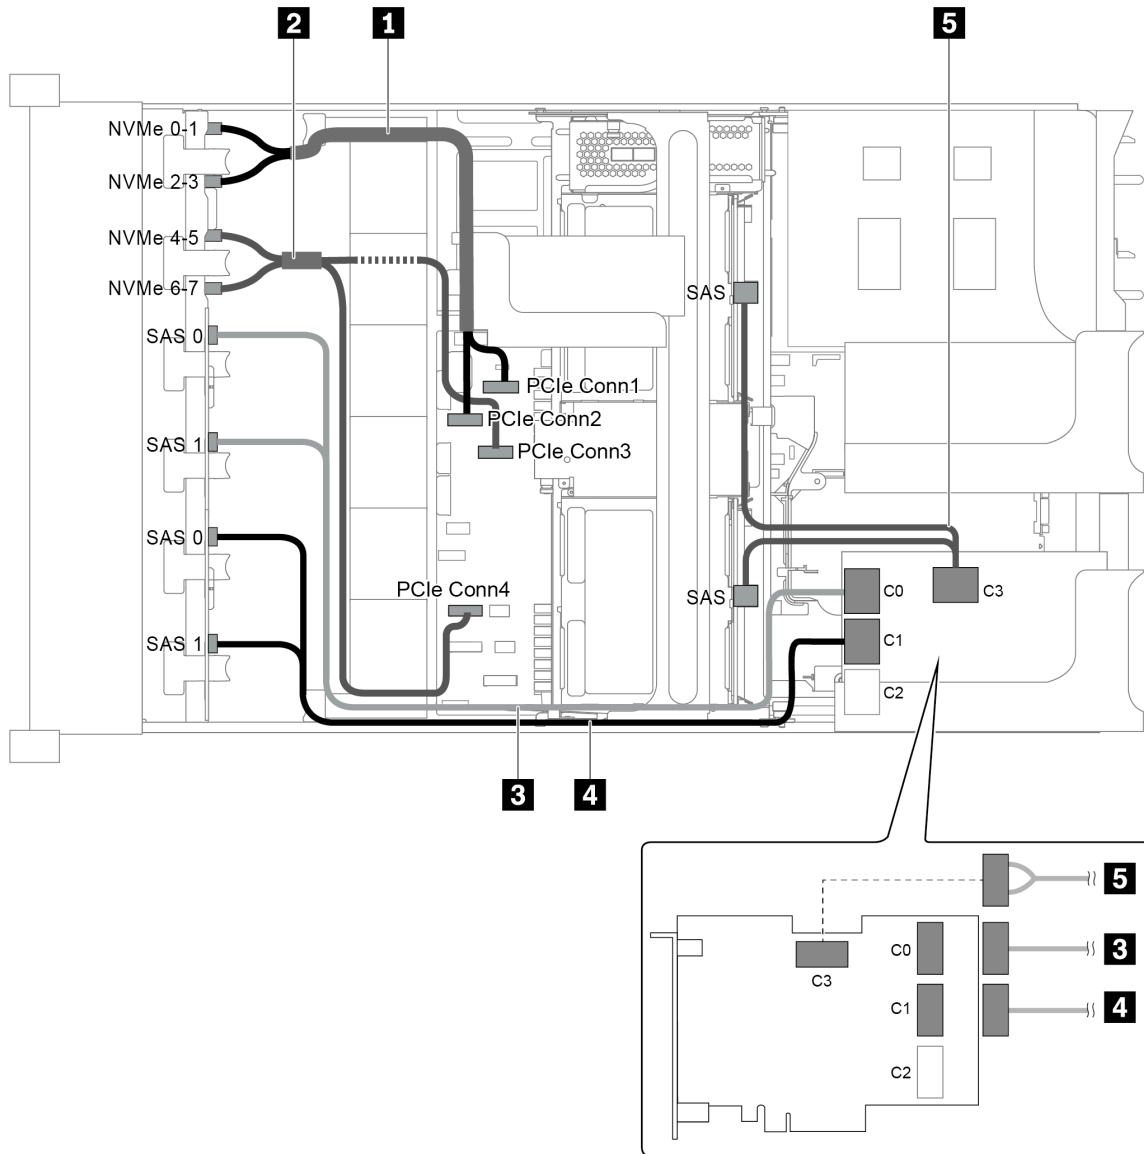 2
1
5
NVMe 0-1
NVMe 2-3
NVMe 4-5
NVMe 6-7
SAS
SAS 0
PCIe Conn1
PCIe Conn2
SAS 1
PCIe Conn3
SAS 0
PCIe Conn4
C0
C3
SAS
SAS 1
C1
C2
3
4
5
C0
3
C3
C1
4
C2